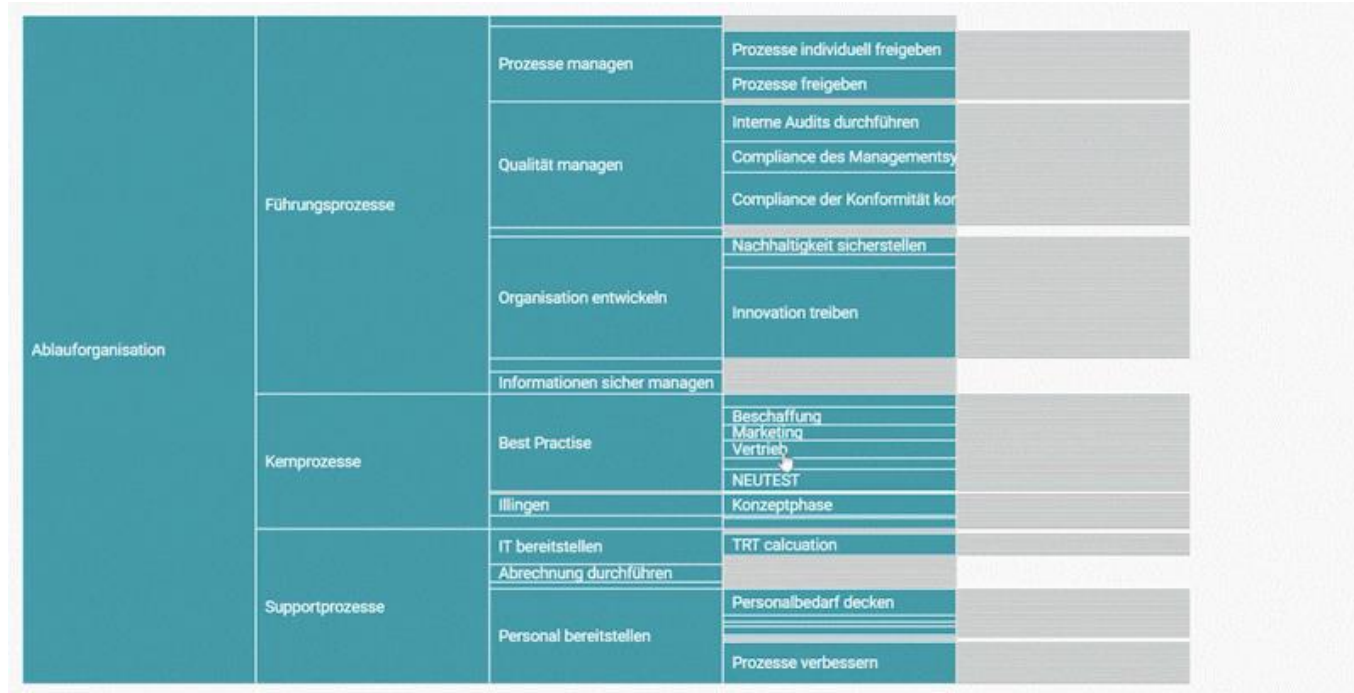 Ablauforganisation
Führungsprozesse
Prozesse managen
Prozesse individuell freigeben
Prozesse freigeben
Qualität managen
Interne Audits durchführen
Compliance des Managementsy
Compliance der Konformität kor
Organisation entwickeln
Nachhaltigkeit sicherstellen
Innovation treiben
Informationen sicher managen
Kernprozesse
Best Practise
Beschaffung
Marketing
Vertrieb
NEUTEST
Illingen
Konzeptphase
Supportprozesse
IT bereitstellen
TRT calcuation
Abrechnung durchführen
Personal bereitstellen
Personalbedarf decken
Prozesse verbessern